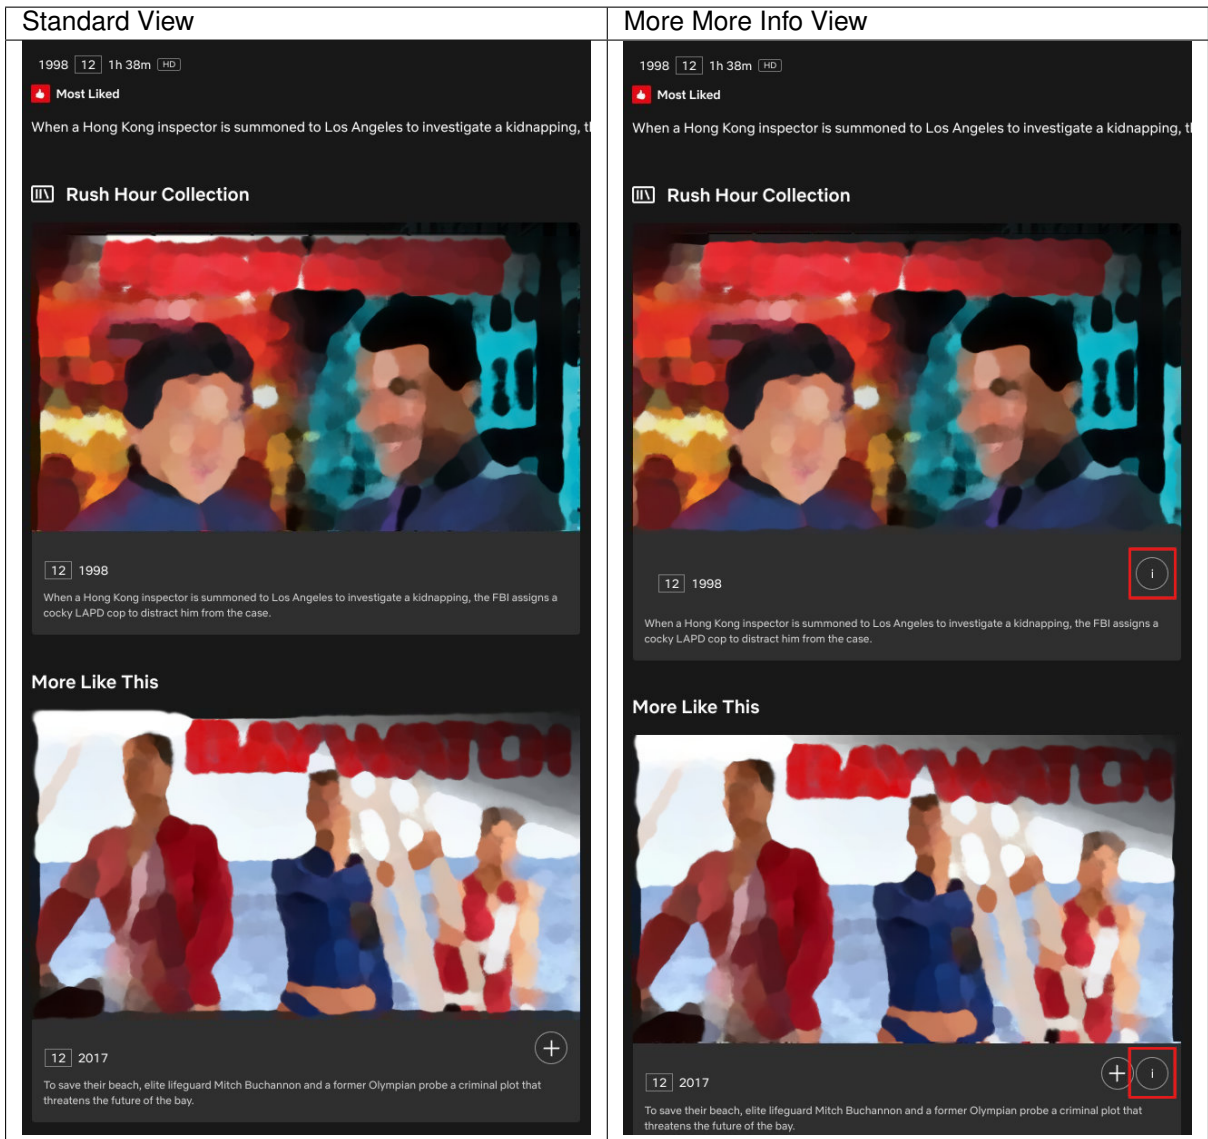 Standard View
More More Info View
1998 12 1h 38m HD
Most Liked
When a Hong Kong inspector is summoned to Los Angeles to investigate a kidnapping,
Rush Hour Collection
12 1998
When a Hong Kong inspector is summoned to Los Angeles to investigate a kidnapping, the FBI assigns a
cocky LAPD cop to distract him from the case.
More Like This
BAYWATCH
12 2017
To save their beach, elite lifeguard Mitch Buchannon and a former Olympian probe a criminal plot that
threatens the future of the bay.
1998 12 1h 38m HD
Most Liked
When a Hong Kong inspector is summoned to Los Angeles to investigate a kidnapping,
Rush Hour Collection
12 1998
i
When a Hong Kong inspector is summoned to Los Angeles to investigate a kidnapping, the FBI assigns a
cocky LAPD cop to distract him from the case.
More Like This
BAYWATCH
12 2017
i
To save their beach, elite lifeguard Mitch Buchannon and a former Olympian probe a criminal plot that
threatens the future of the bay.